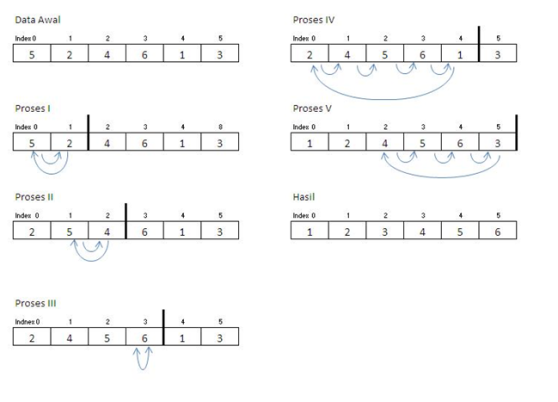 Data Awal
Index 0 1 2 3 4 5
5 2 4 6 1 3
Proses I
Index 0 1 2 3 4 8
5 2 4 6 1 3
Proses II
Index 0 1 2 3 4 5
2 5 4 6 1 3
Proses III
Indnes 0 1 2 3 4 5
2 4 5 6 1 3
Proses IV
Index 0 1 2 3 4 5
2 4 5 6 1 3
Proses V
Index 0 1 2 3 4 5
1 2 4 5 6 3
Hasil
Index 0 1 2 3 4 5
1 2 3 4 5 6